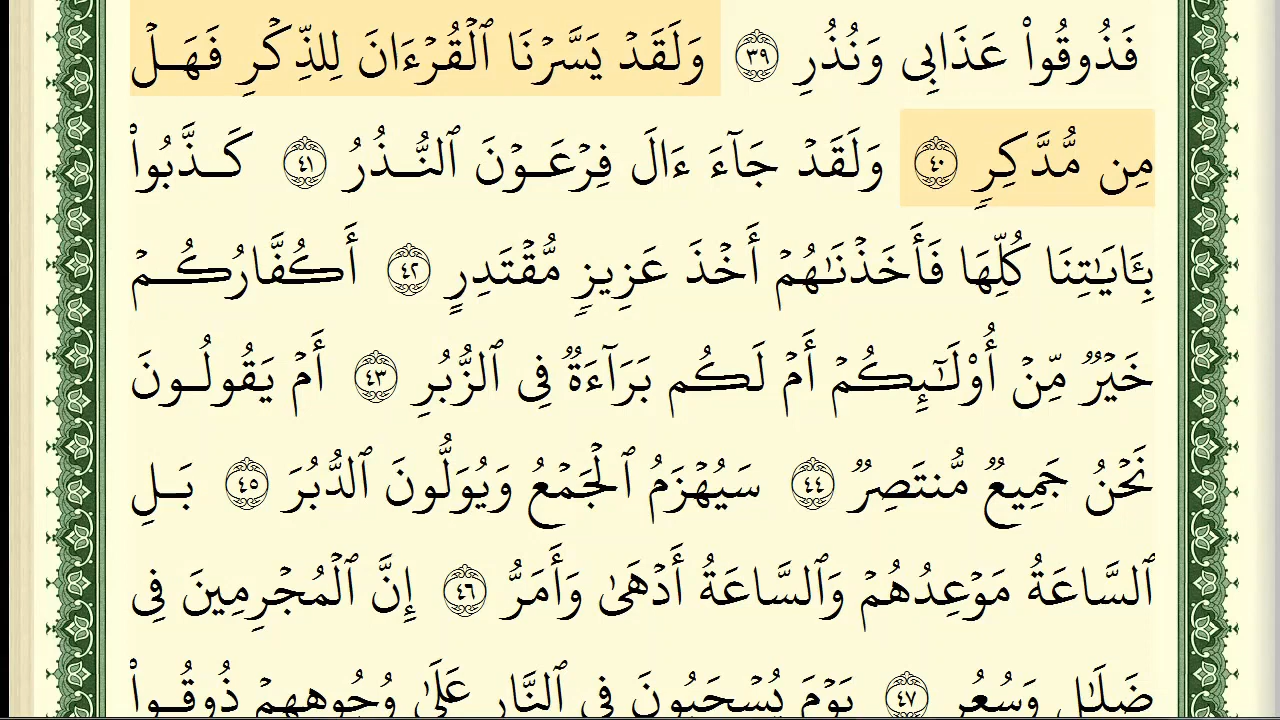 فَذُوقُوا۟ عَذَابِى وَنُذُرِ ٣٩ وَلَقَدْ يَسَّرْنَا ٱلْقُرْءَانَ لِلذِّكْرِ فَهَلْ
مِن مُّدَّكِرٍ ٤٠ وَلَقَدْ جَآءَ ءَالَ فِرْعَوْنَ ٱلنُّذُرُ ٤١ كَذَّبُوا۟
بِـَٔايَـٰتِنَا كُلِّهَا فَأَخَذْنَـٰهُمْ أَخْذَ عَزِيزٍ مُّقْتَدِرٍ ٤٢ أَكُفَّارُكُمْ
خَيْرٌ مِّنْ أُو۟لَـٰٓئِكُمْ أَمْ لَكُم بَرَآءَةٌ فِى ٱلزُّبُرِ ٤٣ أَمْ يَقُولُونَ
نَحْنُ جَمِيعٌ مُّنتَصِرٌ ٤٤ سَيُهْزَمُ ٱلْجَمْعُ وَيُوَلُّونَ ٱلدُّبُرَ ٤٥ بَلِ
ٱلسَّاعَةُ مَوْعِدُهُمْ وَٱلسَّاعَةُ أَدْهَىٰ وَأَمَرُّ ٤٦ إِنَّ ٱلْمُجْرِمِينَ فِى
ضَلَـٰلٍ وَسُعُرٍ ٤٧ يَوْمَ يُسْحَبُونَ فِى ٱلنَّارِ عَلَىٰ وُجُوهِهِمْ ذُوقُوا۟